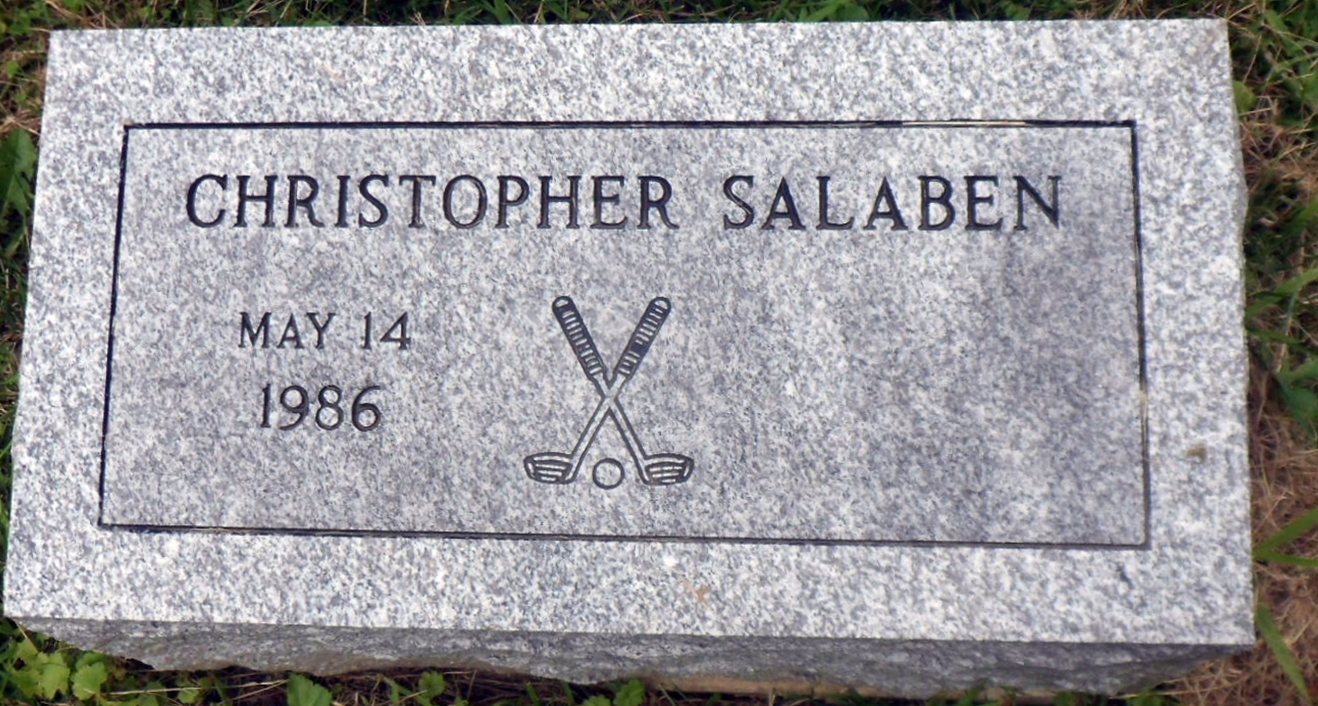 CHRISTOPHER SALABEN
MAY 14
1986